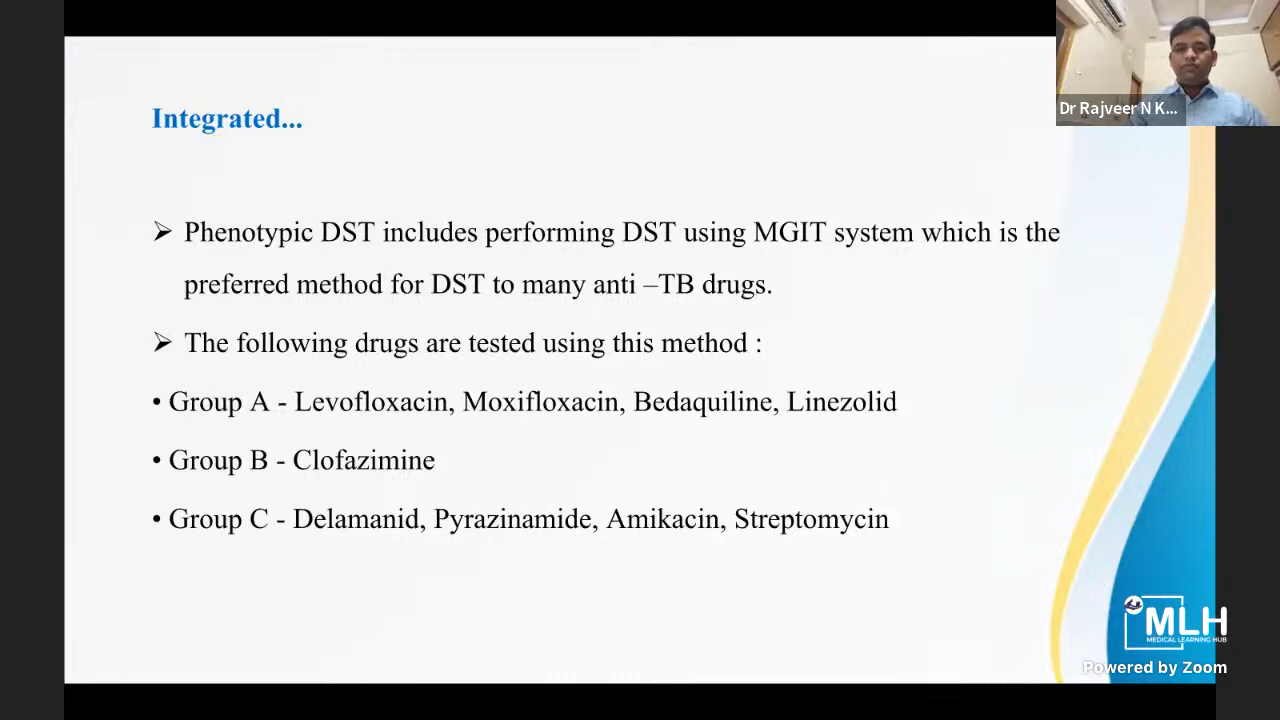 Integrated...
Dr Rajveer N K...
➢ Phenotypic DST includes performing DST using MGIT system which is the
preferred method for DST to many anti –TB drugs.
➢ The following drugs are tested using this method :
• Group A - Levofloxacin, Moxifloxacin, Bedaquiline, Linezolid
• Group B - Clofazimine
• Group C - Delamanid, Pyrazinamide, Amikacin, Streptomycin
MLH
MEDICAL LEARNING HUB
Powered by Zoom